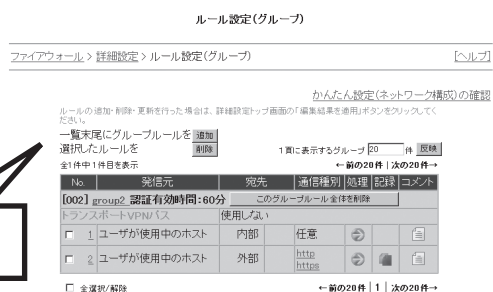 ルール設定(グループ)
ファイアウォール > 詳細設定 > ルール設定(グループ) [ヘルプ]
かんたん設定(ネットワーク構成)の確認
ルールの追加・削除・更新を行った場合は、詳細設定トップ画面の「編集結果を適用」ボタンをクリックしてください。
一覧末尾にグループルールを 追加
選択したルールを 削除 1頁に表示するグループ 20 件 反映
全1件中1件目を表示 ←前の20件 | 次の20件→
No. 発信元 宛先 通信種別 処理 記録 コメント
[002] group2 認証有効時間:60分 このグループルール全体を削除
トランスポートVPNパス 使用しない
1 ユーザが使用中のホスト 内部 任意
2 ユーザが使用中のホスト 外部 http
https
全選択/解除 ←前の20件 | 1 | 次の20件→